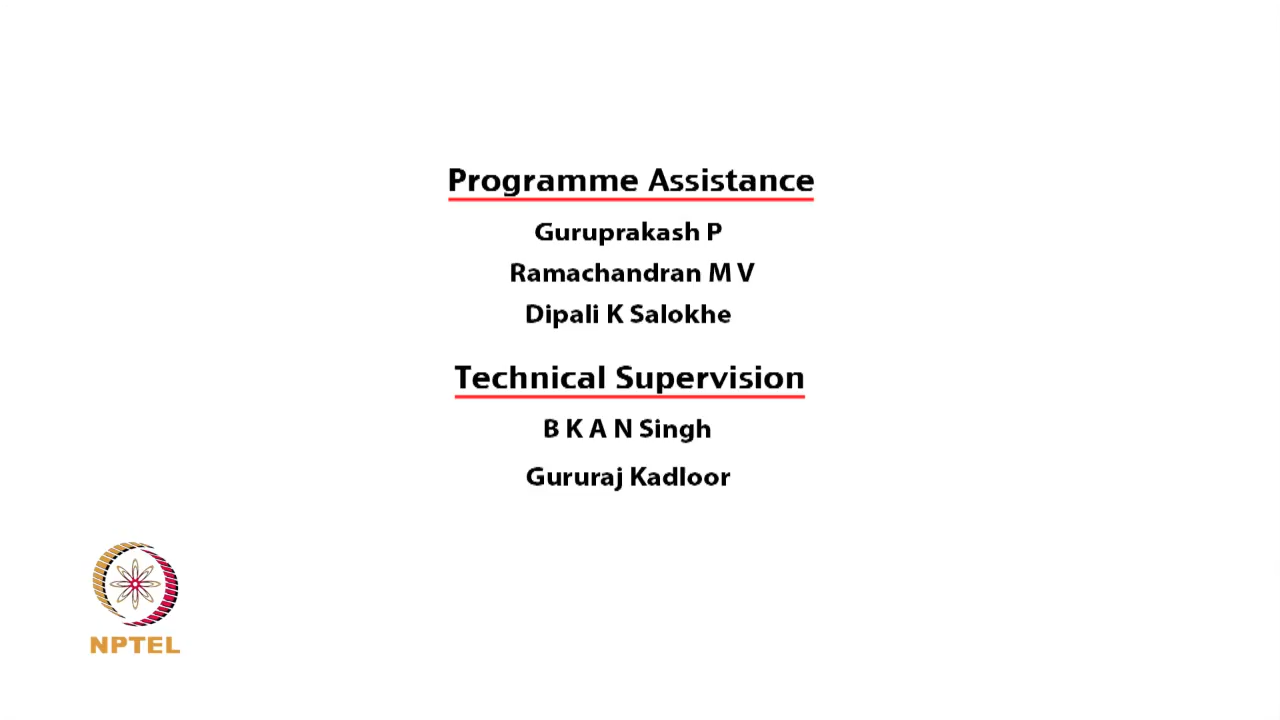 Programme Assistance
Guruprakash P
Ramachandran M V
Dipali K Salokhe
Technical Supervision
B K A N Singh
Gururaj Kadloor
NPTEL